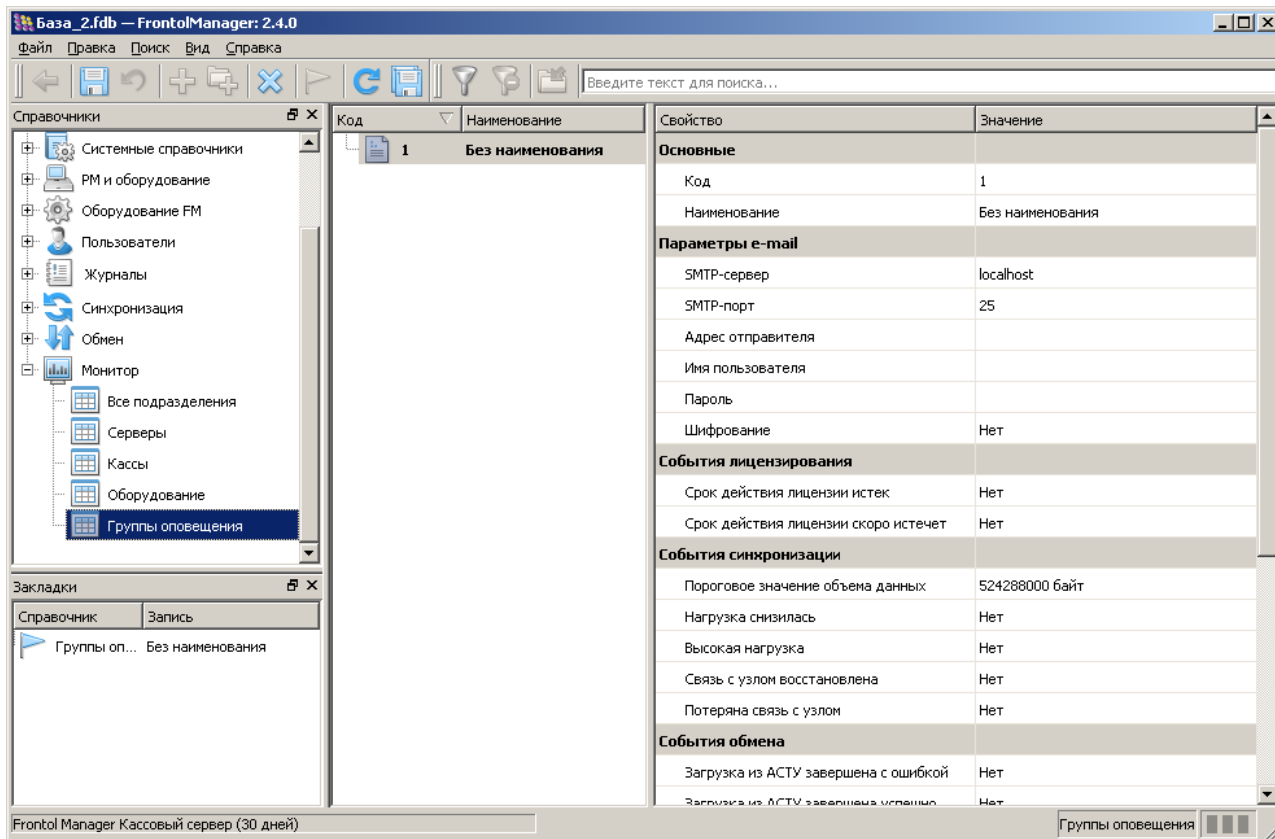 База_2.fdb — FrontolManager: 2.4.0
Файл Правка Поиск Вид Справка
Введите текст для поиска...
Справочники
Системные справочники
РМ и оборудование
Оборудование FM
Пользователи
Журналы
Синхронизация
Обмен
Монитор
Все подразделения
Серверы
Кассы
Оборудование
Группы оповещения
Закладки
Справочник Запись
Группы оп... Без наименования
Код Наименование
1 Без наименования
Свойство Значение
Основные
Код 1
Наименование Без наименования
Параметры e-mail
SMTP-сервер localhost
SMTP-порт 25
Адрес отправителя
Имя пользователя
Пароль
Шифрование Нет
События лицензирования
Срок действия лицензии истек Нет
Срок действия лицензии скоро истечет Нет
События синхронизации
Пороговое значение объема данных 524288000 байт
Нагрузка снизилась Нет
Высокая нагрузка Нет
Связь с узлом восстановлена Нет
Потеряна связь с узлом Нет
События обмена
Загрузка из АСТУ завершена с ошибкой Нет
Загрузка из АСТУ завершена успешно Нет
Frontol Manager Кассовый сервер (30 дней)
Группы оповещения